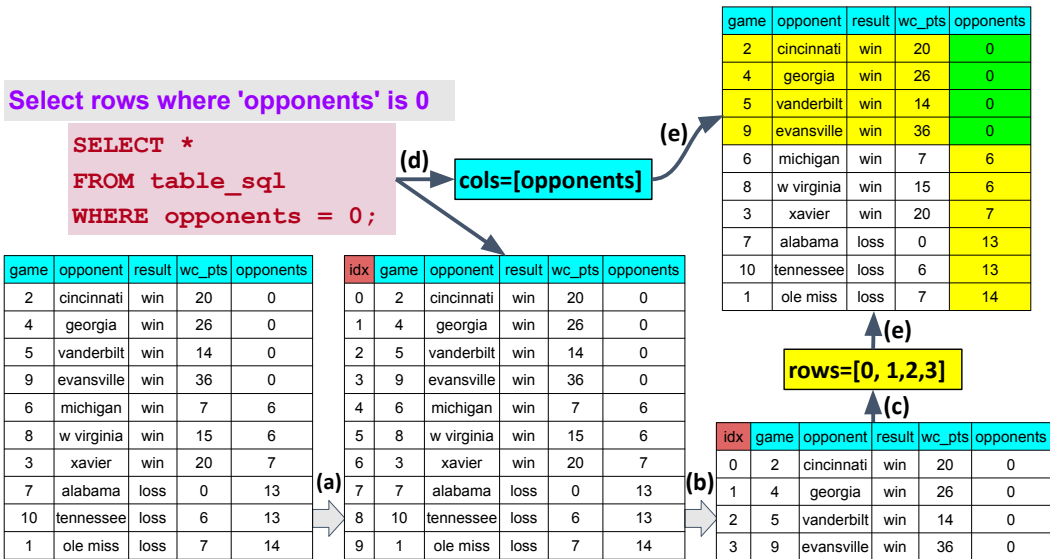 Select rows where 'opponents' is 0
SELECT *
FROM table_sql
WHERE opponents = 0;
(d)
cols=[opponents]
(e)
game opponent result wc_pts opponents
2 cincinnati win 20 0
4 georgia win 26 0
5 vanderbilt win 14 0
9 evansville win 36 0
6 michigan win 7 6
8 w virginia win 15 6
3 xavier win 20 7
7 alabama loss 0 13
10 tennessee loss 6 13
1 ole miss loss 7 14
game opponent result wc_pts opponents
2 cincinnati win 20 0
4 georgia win 26 0
5 vanderbilt win 14 0
9 evansville win 36 0
6 michigan win 7 6
8 w virginia win 15 6
3 xavier win 20 7
7 alabama loss 0 13
10 tennessee loss 6 13
1 ole miss loss 7 14
(a)
idx game opponent result wc_pts opponents
0 2 cincinnati win 20 0
1 4 georgia win 26 0
2 5 vanderbilt win 14 0
3 9 evansville win 36 0
4 6 michigan win 7 6
5 8 w virginia win 15 6
6 3 xavier win 20 7
7 7 alabama loss 0 13
8 10 tennessee loss 6 13
9 1 ole miss loss 7 14
(b)
(e)
rows=[0, 1,2,3]
(c)
idx game opponent result wc_pts opponents
0 2 cincinnati win 20 0
1 4 georgia win 26 0
2 5 vanderbilt win 14 0
3 9 evansville win 36 0